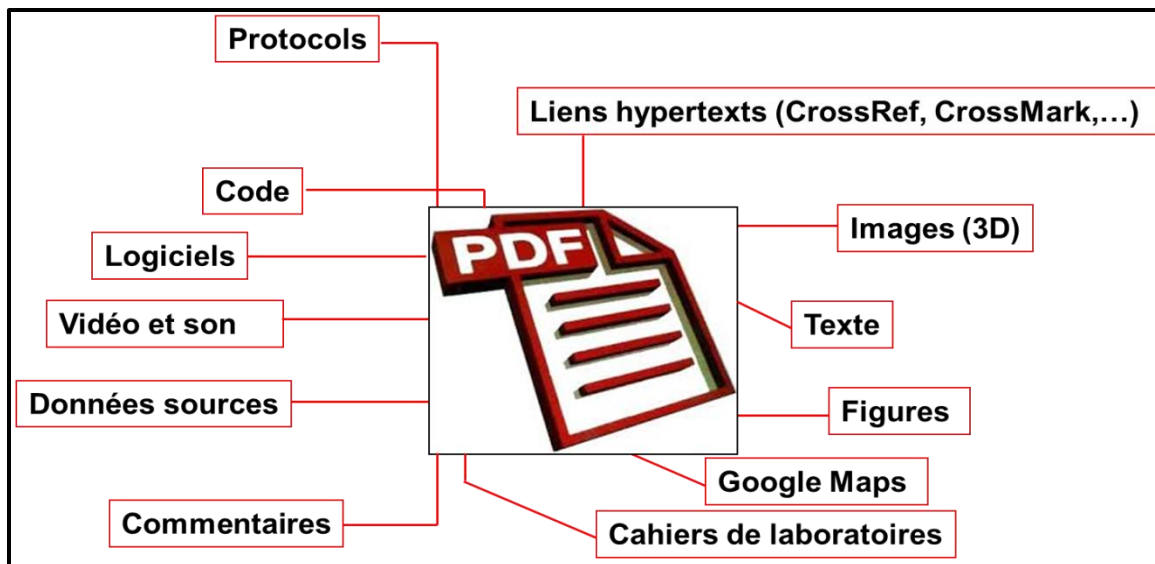 Protocols
Liens hypertexts (CrossRef, CrossMark,…)
Code
Images (3D)
Logiciels
PDF
Vidéo et son
Texte
Données sources
Figures
Google Maps
Commentaires
Cahiers de laboratoires